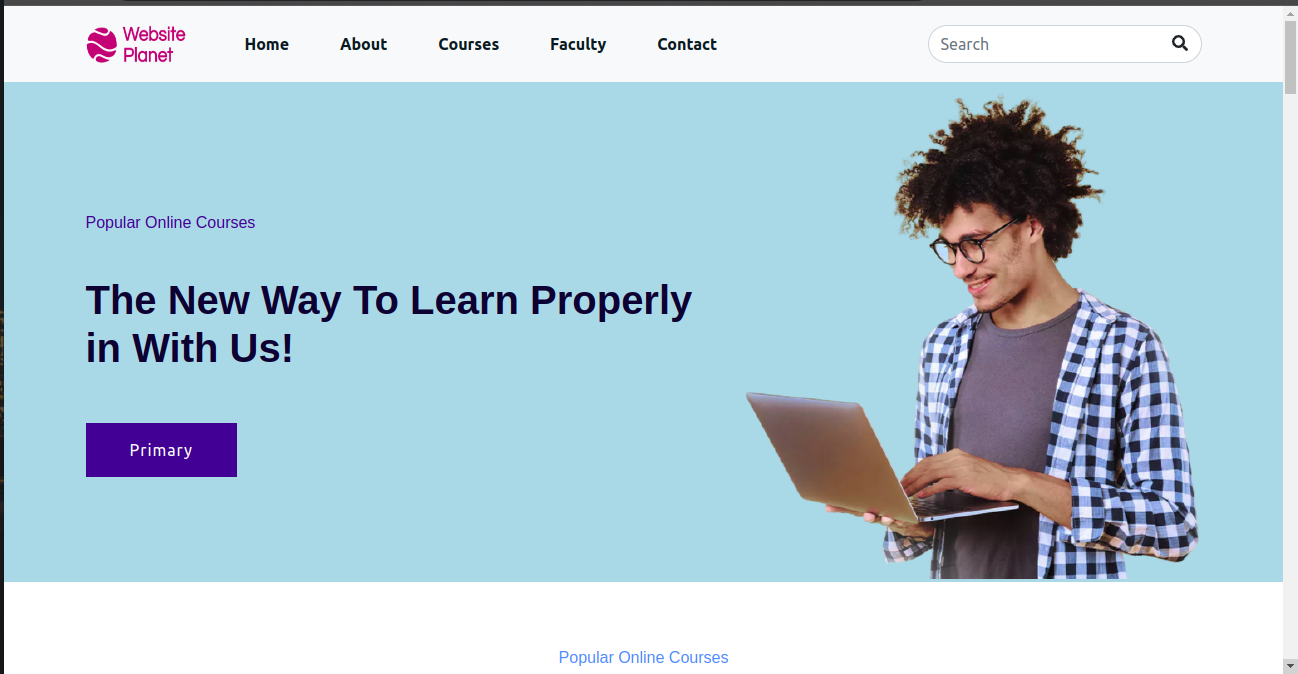 Website
Planet
Home About Courses Faculty Contact Search
Popular Online Courses
The New Way To Learn Properly
in With Us!
Primary
Popular Online Courses